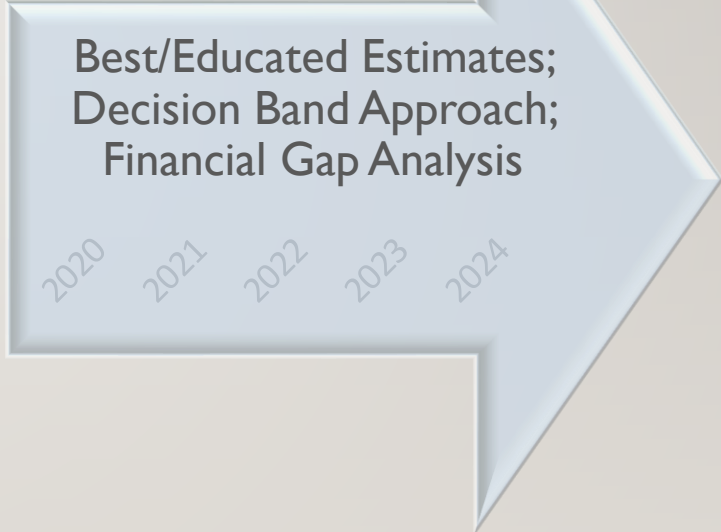 Best/Educated Estimates;
Decision Band Approach;
Financial Gap Analysis
2020 2021 2022 2023 2024